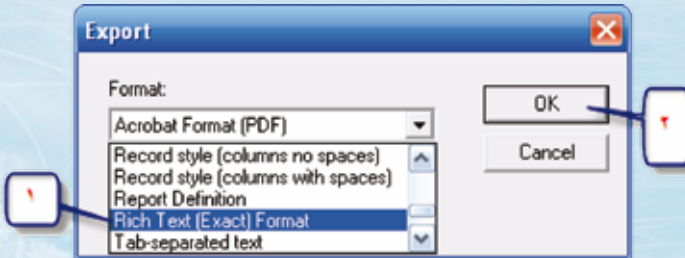 Export
Format:
Acrobat Format (PDF)
Record style (columns no spaces)
Record style (columns with spaces)
Report Definition
Rich Text (Exact) Format
Tab-separated text
OK
Cancel
١
٢